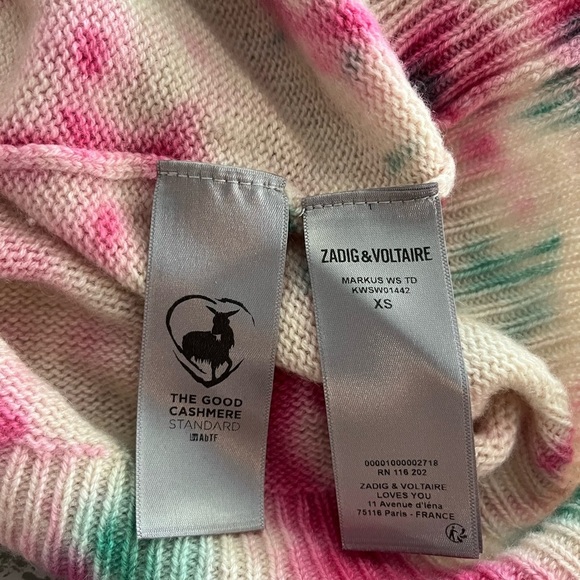 THE GOOD
CASHMERE
STANDARD
by AbTF
ZADIG&VOLTAIRE
MARKUS WS TD
KWSW01442
XS
00001000002718
RN 116 202
ZADIG & VOLTAIRE
LOVES YOU
11 Avenue d'Iéna
75116 Paris - FRANCE